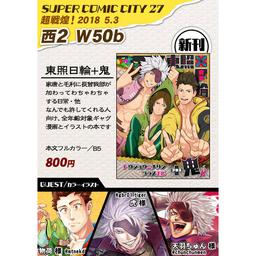 SUPER COMIC CITY 27
超戦煌! 2018 5.3
西2 W50b
新刊
東照日輪+鬼
家康と毛利に長曾我部が
加わってわちゃわちゃ
する日常・他
なんでも許してくれる人
向け、全年齢対象ギャグ
漫画とイラストの本です
本文フルカラー/B5
800円
GUEST/カラーイラスト
様
様
天羽ちゅん 様
@chunchuneen